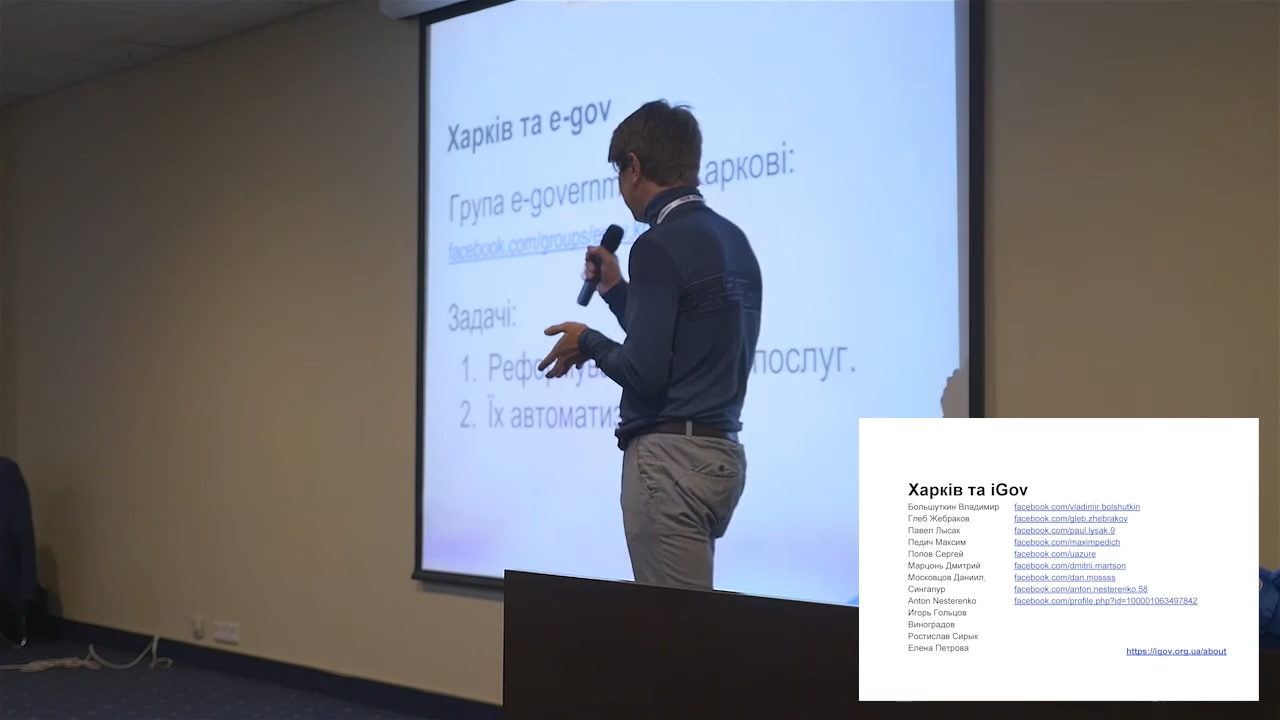 Харків та e-gov
Група e-governm аркові:
facebook.com/groups/e
Задачі:
1. Реформува послуг.
2. Їх автоматиз
Харків та iGov
Большуткин Владимир facebook.com/vladimir.bolshutkin
Глеб Жебраков facebook.com/gleb.zhebrakov
Павел Лысак facebook.com/paul.lysak.9
Педич Максим facebook.com/maximpedich
Попов Сергей facebook.com/uazure
Марцонь Дмитрий facebook.com/dmitrii.martson
Московцов Даниил, facebook.com/dan.mossss
Сингапур facebook.com/anton.nesterenko.58
Anton Nesterenko facebook.com/profile.php?id=100001063497842
Игорь Гольцов
Виноградов
Ростислав Сирык
Елена Петрова
https://igov.org.ua/about